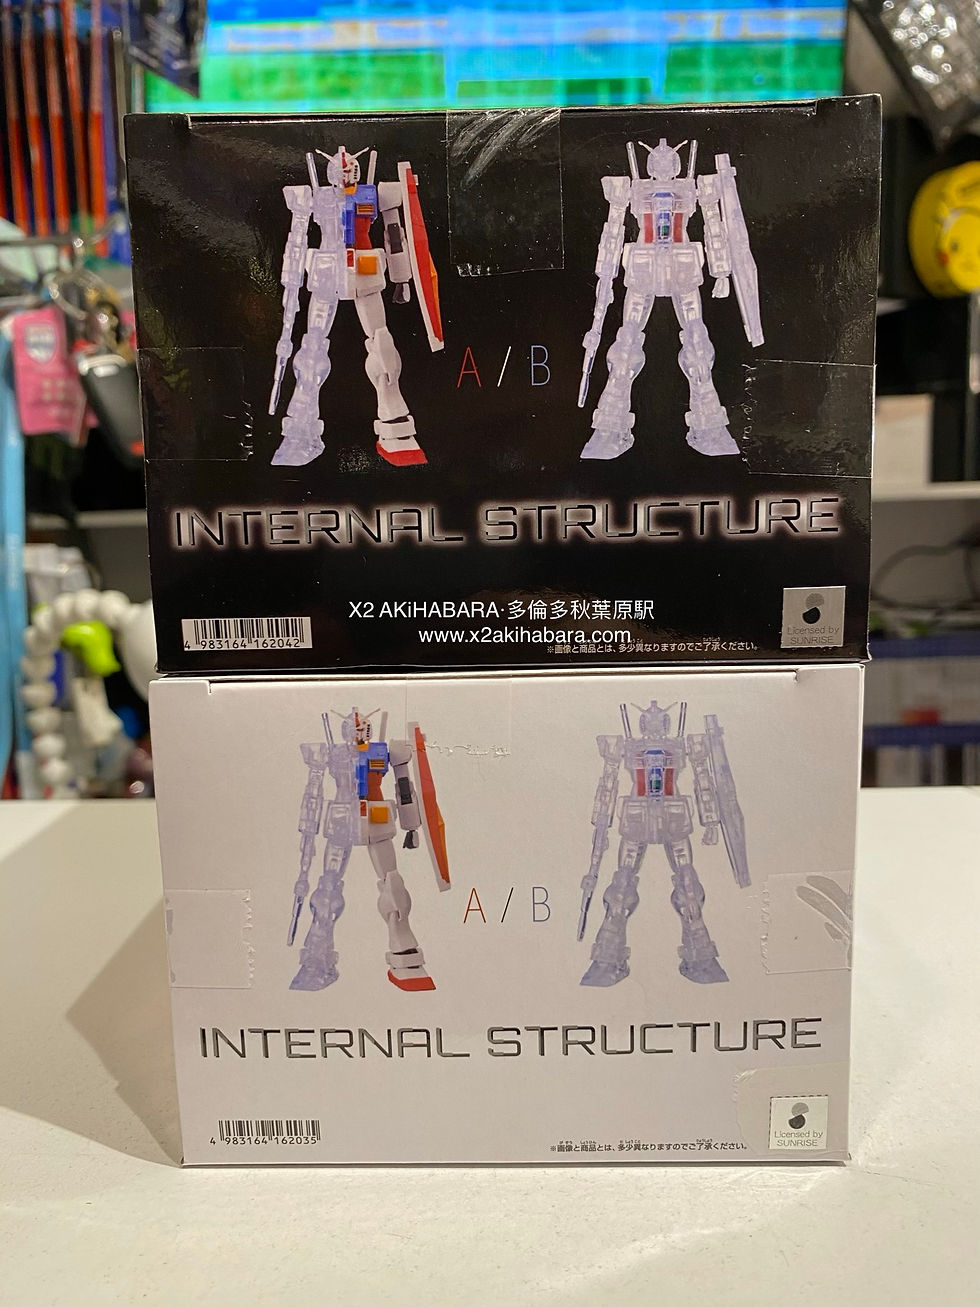 A / B
INTERNAL STRUCTURE
X2 AKiHABARA·多倫多秋葉原駅
www.x2akihabara.com
4 983164 162042
※画像と商品とは、多少異なりますのでご了承ください。
Licensed by
SUNRISE
A / B
INTERNAL STRUCTURE
4 983164 162035
※画像と商品とは、多少異なりますのでご了承ください。
Licensed by
SUNRISE